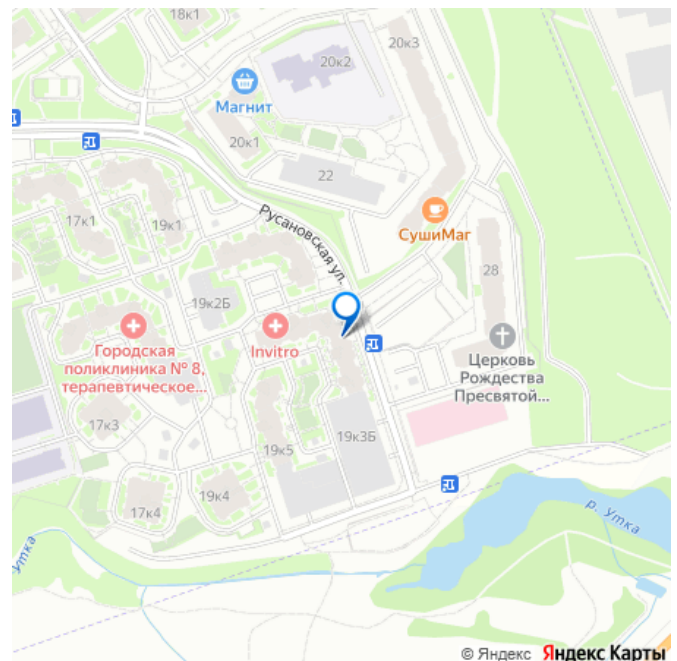 18к1
20к3
20к2
Магнит
20к1
22
17к1
19к1
Русановская ул.
СушиМаг
28
19к2Б
Invitro
Городская
поликлиника № 8,
терапевтическое...
Церковь
Рождества
Пресвятой...
17к3
19к3Б
19к5
19к4
17к4
р. Утка
Утка
© Яндекс Яндекс Карты